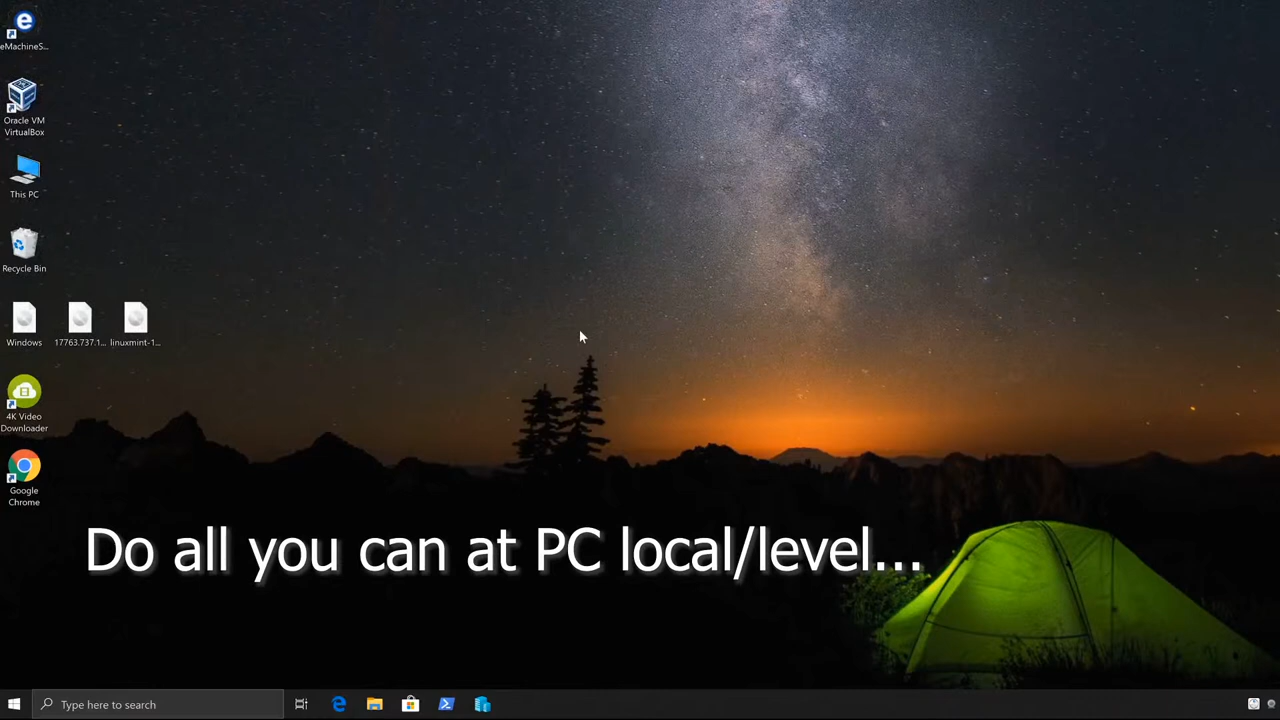 eMachineS...
Oracle VM
VirtualBox
This PC
Recycle Bin
Windows
17763.737.1...
linuxmint-1...
4K Video
Downloader
Google
Chrome
Do all you can at PC local/level...
Type here to search